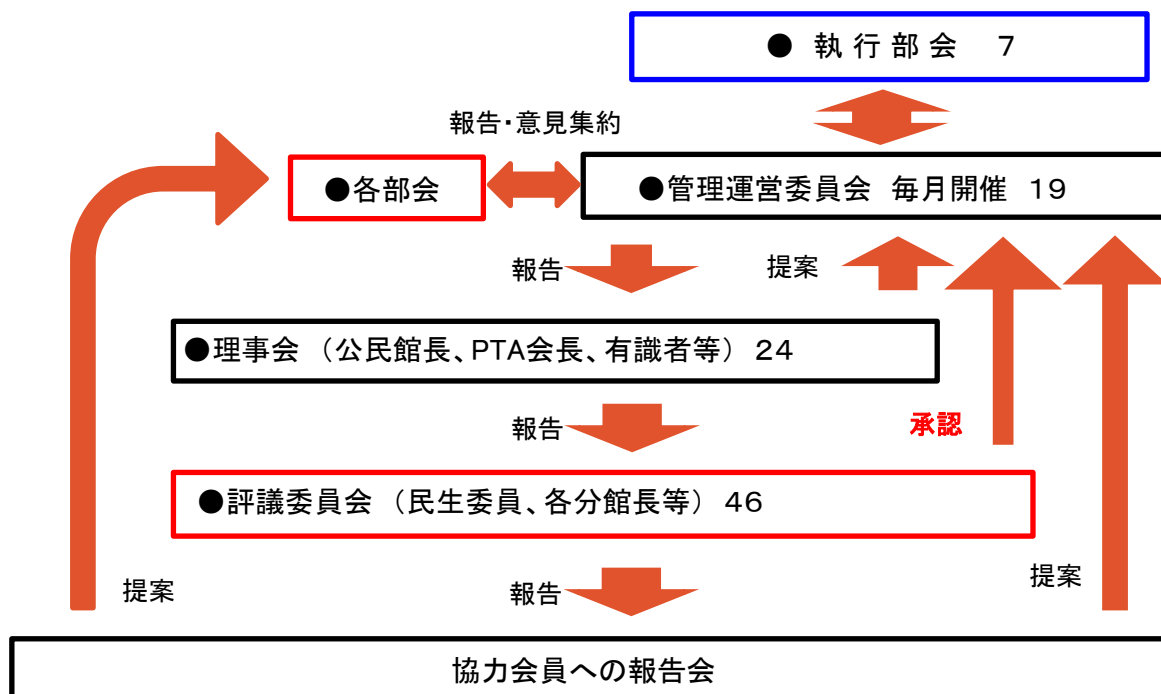 ● 執行部会 7
報告・意見集約
●各部会
●管理運営委員会 毎月開催 19
報告
提案
●理事会 (公民館長、PTA会長、有識者等) 24
報告
承認
●評議委員会 (民生委員、各分館長等) 46
提案
報告
提案
協力会員への報告会